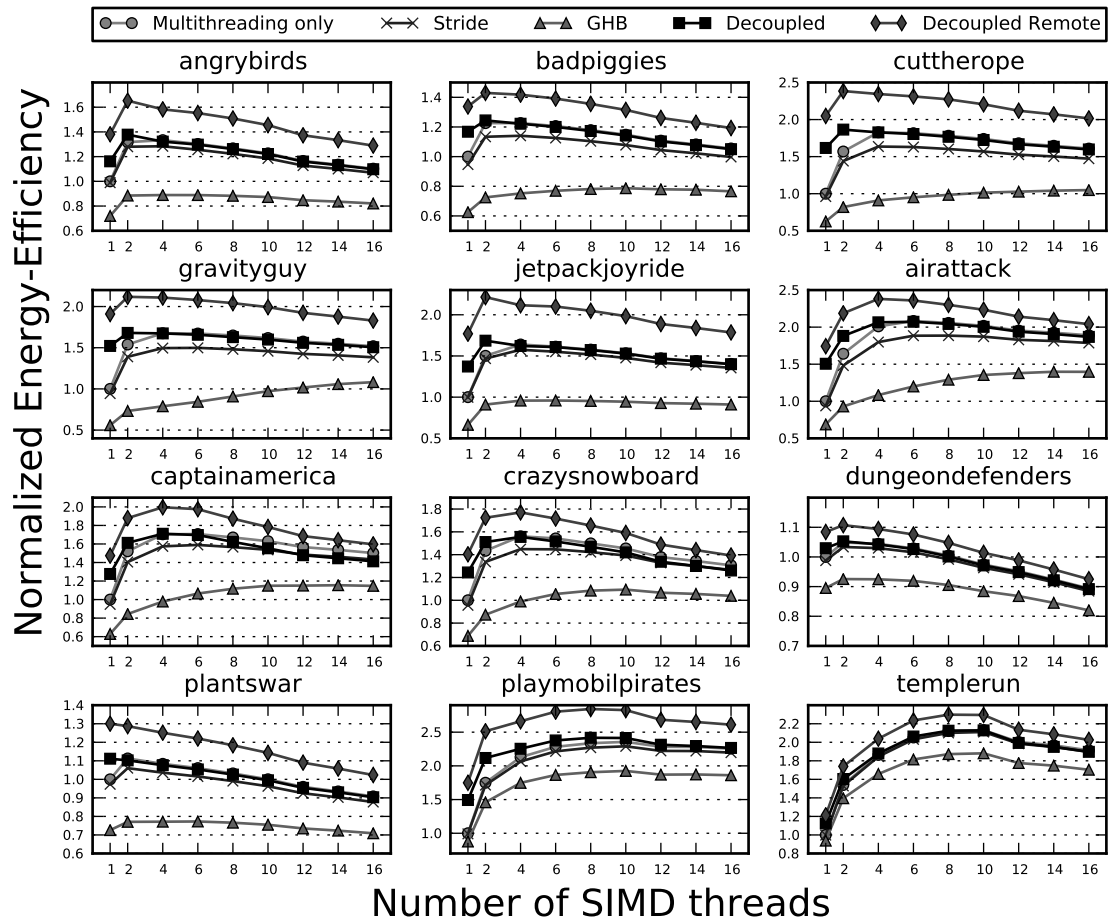 Multithreading only Stride GHB Decoupled Decoupled Remote
Normalized Energy-Efficiency
angrybirds badpiggies cuttherope
1.6 1.4 1.2 1.0 0.8 0.6
1 2 4 6 8 10 12 14 16
1.4 1.2 1.0 0.8 0.6
1 2 4 6 8 10 12 14 16
2.5 2.0 1.5 1.0 0.5
1 2 4 6 8 10 12 14 16
gravityguy jetpackjoyride airattack
2.0 1.5 1.0 0.5
1 2 4 6 8 10 12 14 16
2.0 1.5 1.0 0.5
1 2 4 6 8 10 12 14 16
2.5 2.0 1.5 1.0 0.5
1 2 4 6 8 10 12 14 16
captainamerica crazysnowboard dungeondefenders
2.0 1.8 1.6 1.4 1.2 1.0 0.8 0.6
1 2 4 6 8 10 12 14 16
1.8 1.6 1.4 1.2 1.0 0.8 0.6
1 2 4 6 8 10 12 14 16
1.1 1.0 0.9 0.8 0.7
1 2 4 6 8 10 12 14 16
plantswar playmobilpirates templerun
1.4 1.3 1.2 1.1 1.0 0.9 0.8 0.7 0.6
1 2 4 6 8 10 12 14 16
2.5 2.0 1.5 1.0
1 2 4 6 8 10 12 14 16
2.2 2.0 1.8 1.6 1.4 1.2 1.0 0.8
1 2 4 6 8 10 12 14 16
Number of SIMD threads